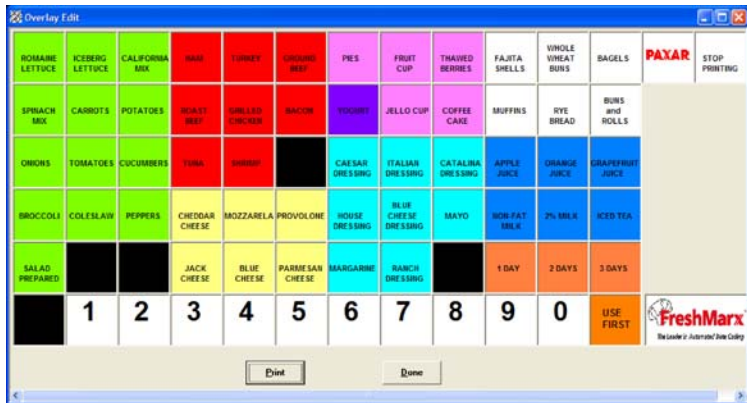 Overlay Edit
ROMAINE LETTUCE ICEBERG LETTUCE CALIFORNIA MIX HAM TURKEY GROUND BEEF PIES FRUIT CUP THAWED BERRIES FAJITA SHELLS WHOLE WHEAT BUNS BAGELS PAXAR STOP PRINTING
SPINACH MIX CARROTS POTATOES ROAST BEEF GRILLED CHICKEN BACON YOGURT JELLO CUP COFFEE CAKE MUFFINS RYE BREAD BUNS and ROLLS
ONIONS TOMATOES CUCUMBERS TUNA SHRIMP CAESAR DRESSING ITALIAN DRESSING CATALINA DRESSING APPLE JUICE ORANGE JUICE GRAPEFRUIT JUICE
BROCCOLI COLESLAW PEPPERS CHEDDAR CHEESE MOZZARELA PROVOLONE HOUSE DRESSING BLUE CHEESE DRESSING MAYO NON-FAT MILK 2% MILK ICED TEA
SALAD PREPARED JACK CHEESE BLUE CHEESE PARMESAN CHEESE MARGARINE RANCH DRESSING 1 DAY 2 DAYS 3 DAYS
1 2 3 4 5 6 7 8 9 0 USE FIRST FreshMarx
The Leader in Automated Date Coding
Print Done